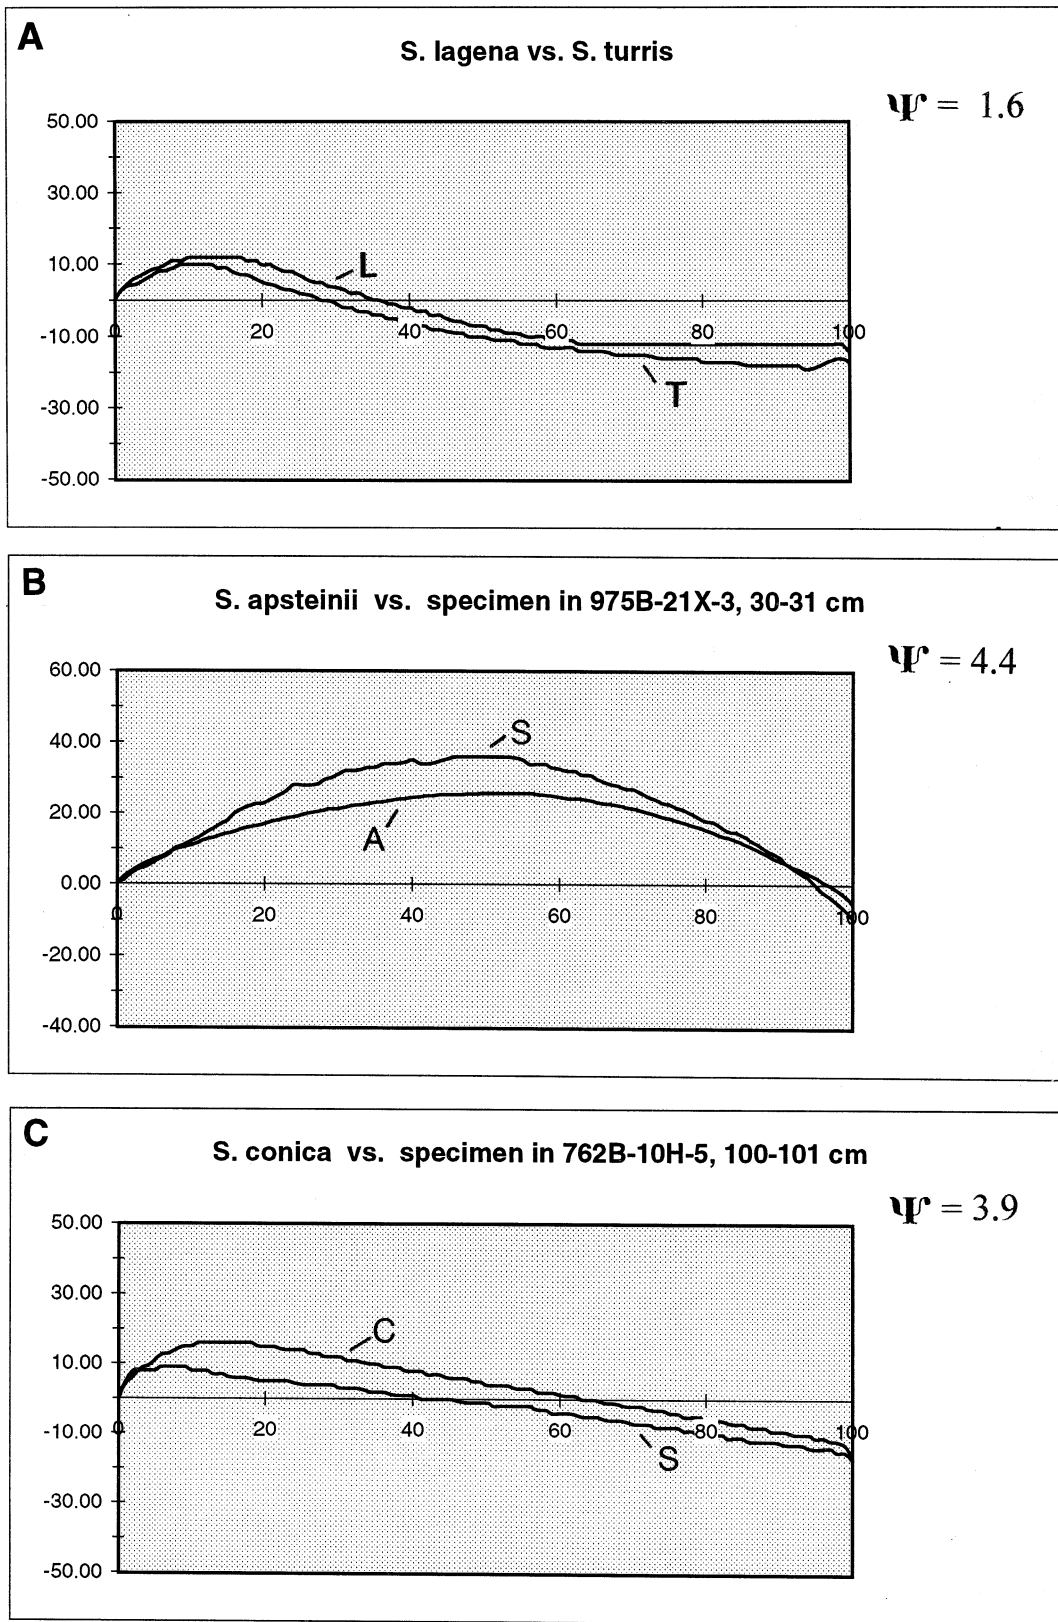 A
S. lagena vs. S. turris
Ψ = 1.6
50.00
30.00
10.00
-10.00
-30.00
-50.00
0 20 40 60 80 100
L
T
B
S. apsteinii vs. specimen in 975B-21X-3, 30-31 cm
Ψ = 4.4
60.00
40.00
20.00
0.00
-20.00
-40.00
0 20 40 60 80 100
S
A
C
S. conica vs. specimen in 762B-10H-5, 100-101 cm
Ψ = 3.9
50.00
30.00
10.00
-10.00
-30.00
-50.00
0 20 40 60 80 100
C
S